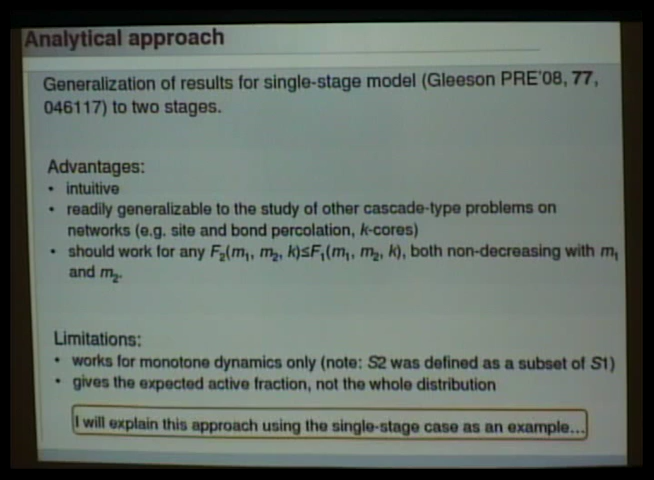 Analytical approach
Generalization of results for single-stage model (Gleeson PRE'08, 77,
046117) to two stages.
Advantages:
• intuitive
• readily generalizable to the study of other cascade-type problems on
networks (e.g. site and bond percolation, k-cores)
• should work for any F₂(m₁, m₂, k)≤F₁(m₁, m₂, k), both non-decreasing with m₁
and m₂.
Limitations:
• works for monotone dynamics only (note: S2 was defined as a subset of S1)
• gives the expected active fraction, not the whole distribution
I will explain this approach using the single-stage case as an example...